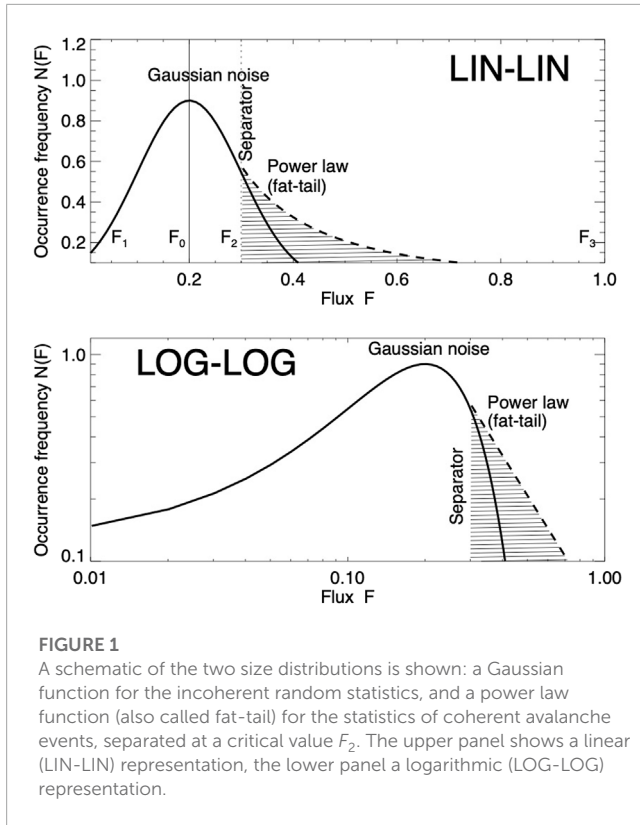 1.2
1.0
0.8
0.6
0.4
0.2
Occurrence frequency N(F)
Gaussian noise
LIN-LIN
Separator
Power law
(fat-tail)
F₁
F₀
F₂
F₃
0.2 0.4 0.6 0.8 1.0
Flux F
1.0
0.1
Occurrence frequency N(F)
LOG-LOG
Gaussian noise
Power law
(fat-tail)
Separator
0.01 0.10 1.00
Flux F
FIGURE 1
A schematic of the two size distributions is shown: a Gaussian
function for the incoherent random statistics, and a power law
function (also called fat-tail) for the statistics of coherent avalanche
events, separated at a critical value F₂. The upper panel shows a linear
(LIN-LIN) representation, the lower panel a logarithmic (LOG-LOG)
representation.